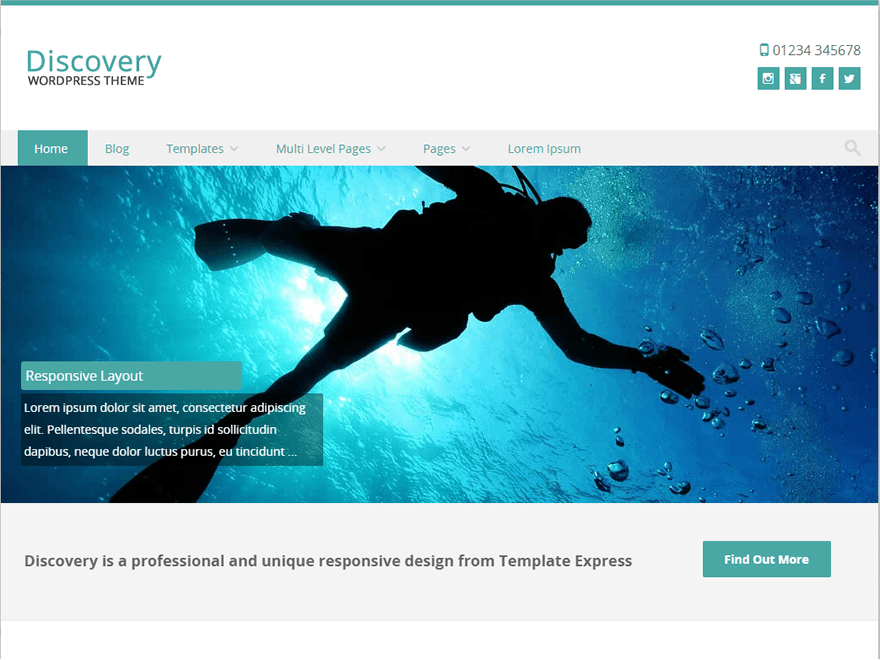 Discovery
WORDPRESS THEME
01234 345678
Home Blog Templates Multi Level Pages Pages Lorem Ipsum
Responsive Layout
Lorem ipsum dolor sit amet, consectetur adipiscing
elit. Pellentesque sodales, turpis id sollicitudin
dapibus, neque dolor luctus purus, eu tincidunt ...
Discovery is a professional and unique responsive design from Template Express
Find Out More